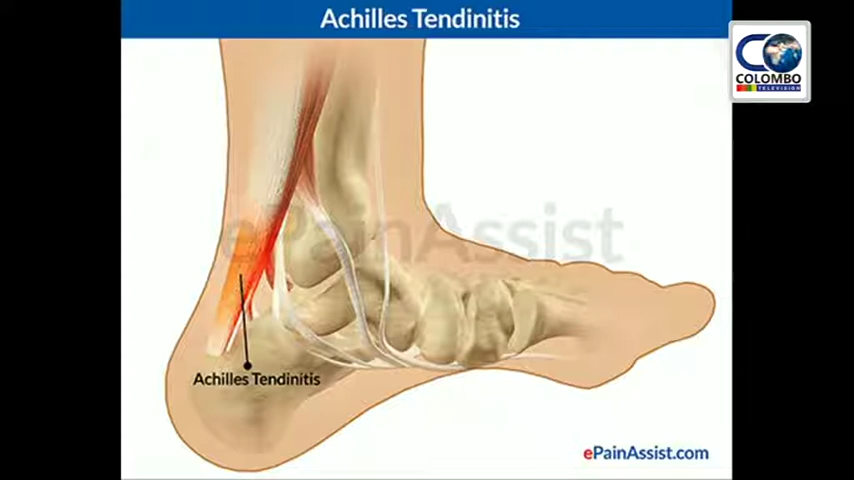 Achilles Tendinitis
COLOMBO
TELEVISION
ePainAssist
Achilles Tendinitis
ePainAssist.com